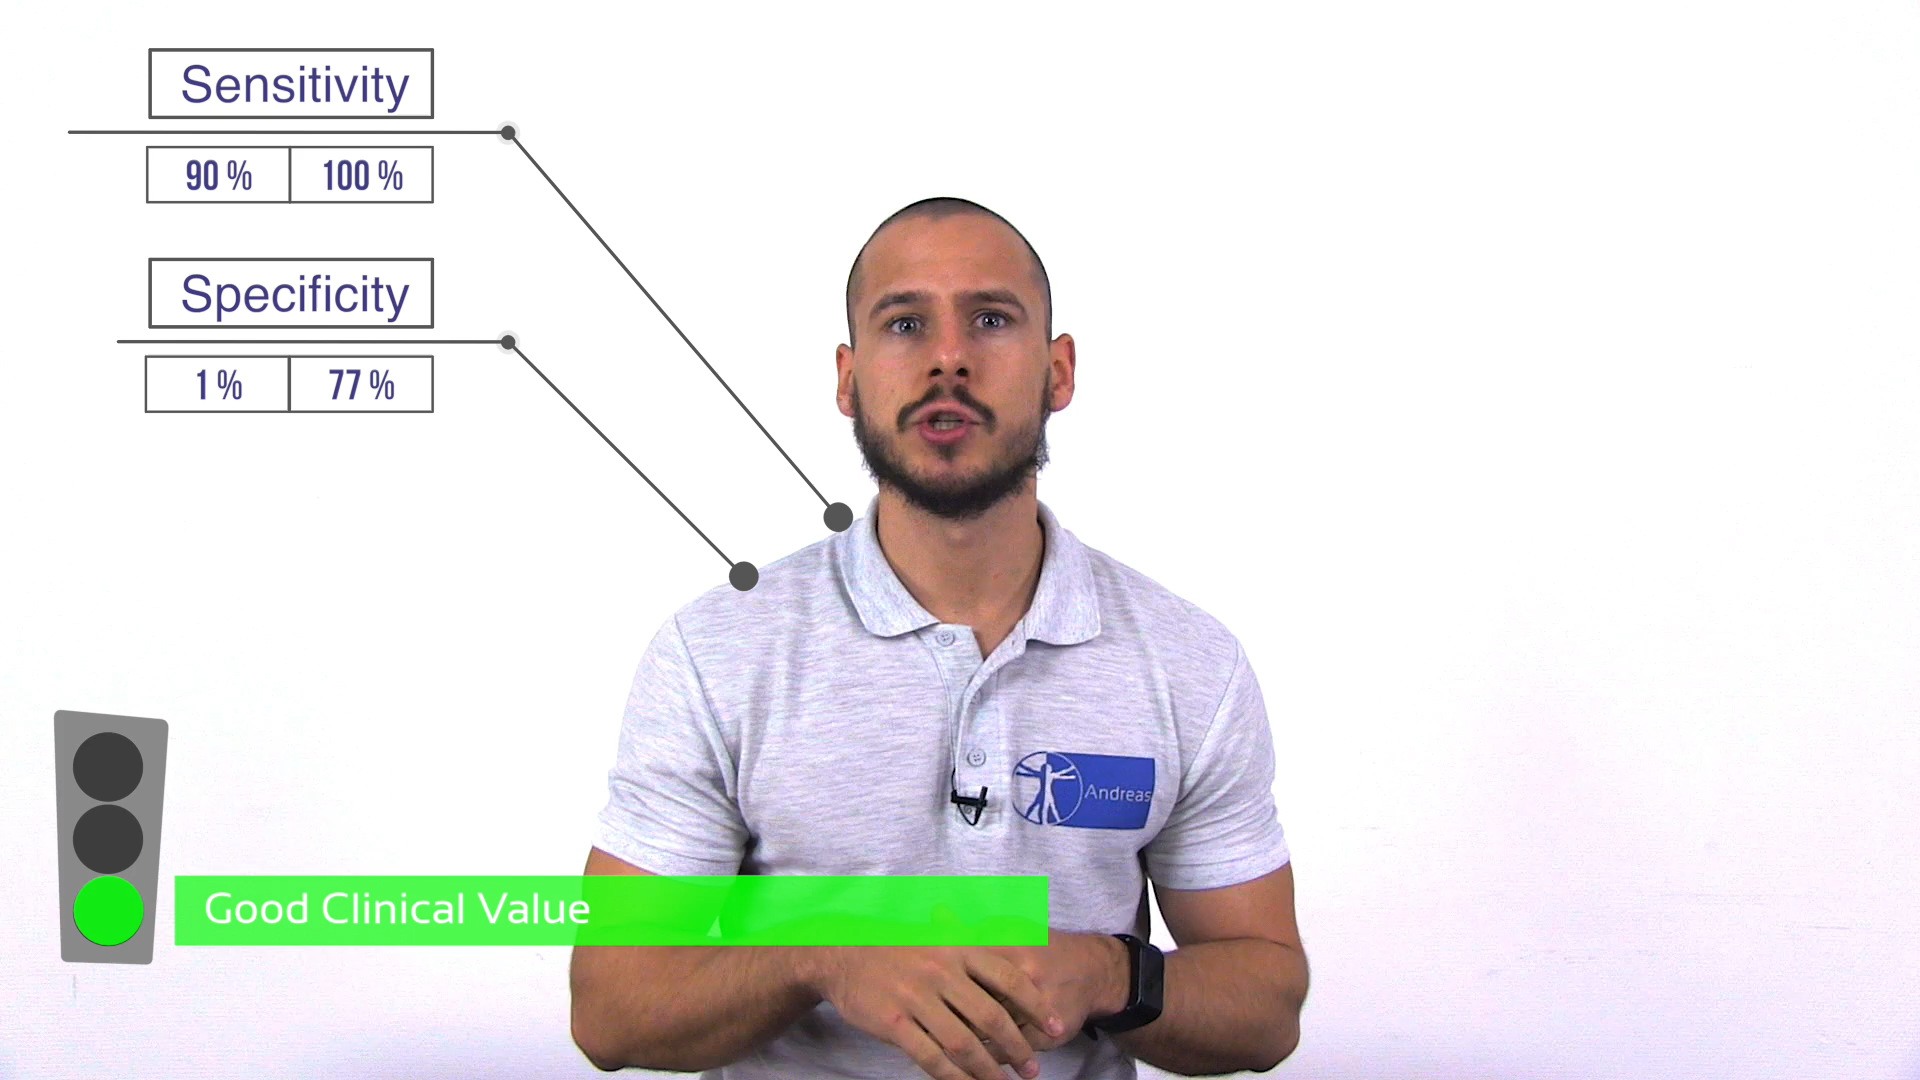 Sensitivity
90 % 100 %
Specificity
1 % 77 %
Andreas
Good Clinical Value